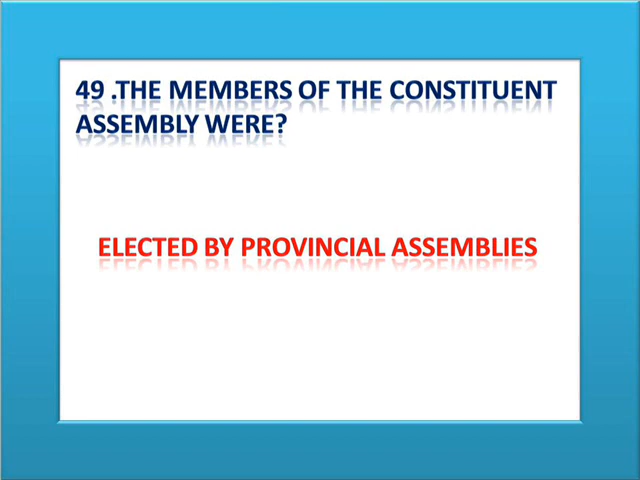 49 .THE MEMBERS OF THE CONSTITUENT
ASSEMBLY WERE?
ELECTED BY PROVINCIAL ASSEMBLIES